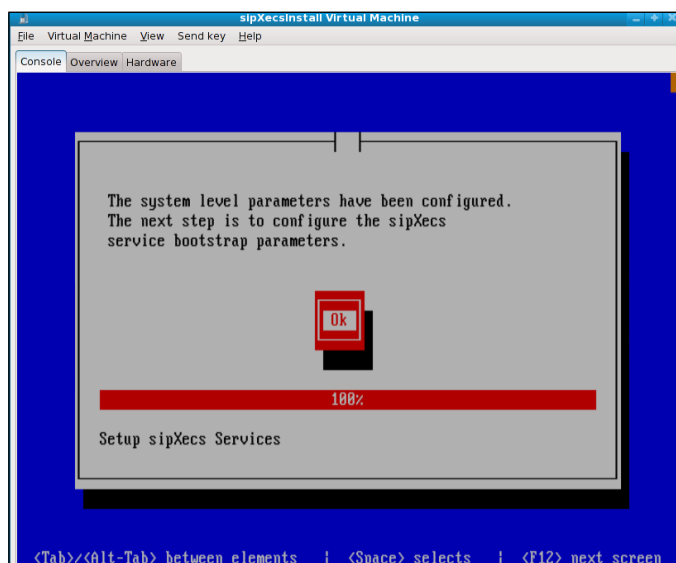 sipXecsInstall Virtual Machine
File Virtual Machine View Send key Help
Console Overview Hardware
The system level parameters have been configured.
The next step is to configure the sipXecs
service bootstrap parameters.
Ok
100%
Setup sipXecs Services
<Tab>/<Alt-Tab> between elements | <Space> selects | <F12> next screen